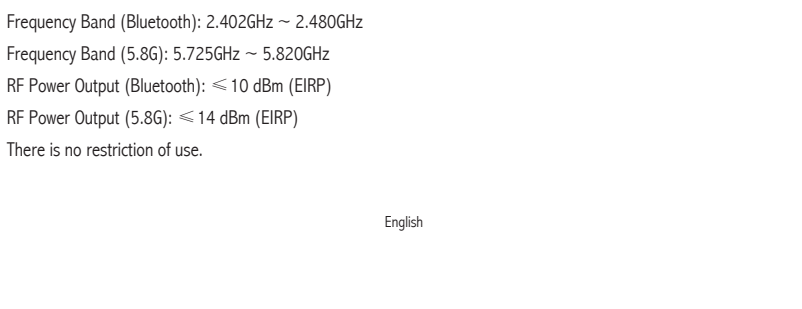 Frequency Band (Bluetooth): 2.402GHz ~ 2.480GHz
Frequency Band (5.8G): 5.725GHz ~ 5.820GHz
RF Power Output (Bluetooth): ⩽10 dBm (EIRP)
RF Power Output (5.8G): ⩽14 dBm (EIRP)
There is no restriction of use.
English